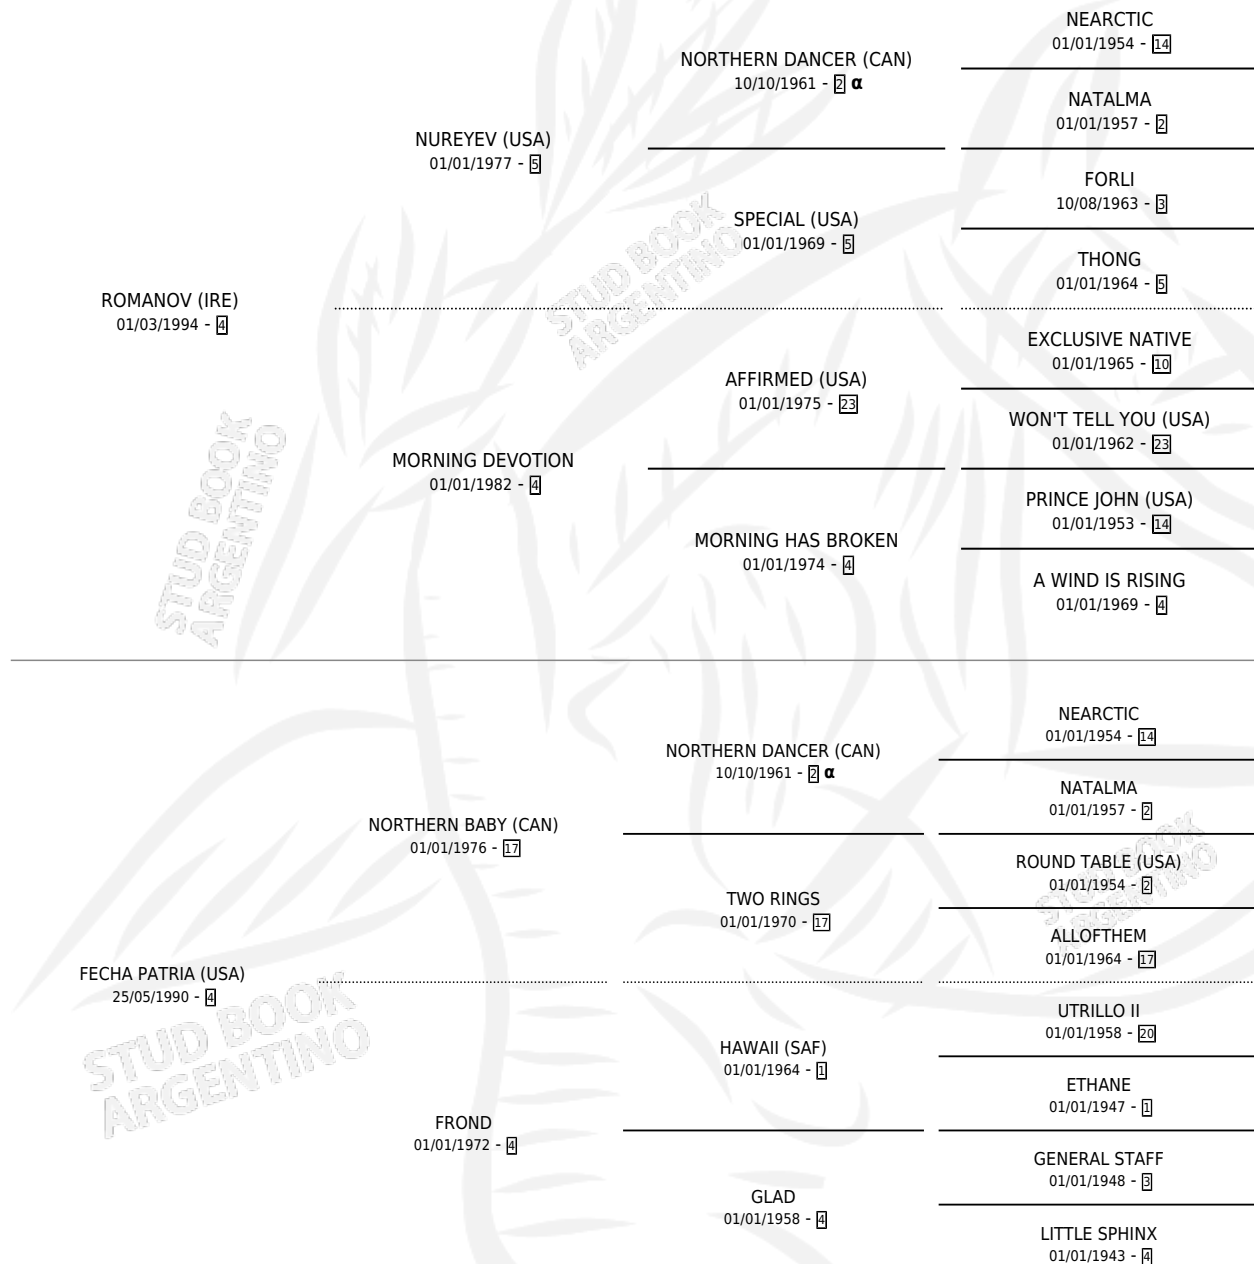 NEARCTIC
01/01/1954 - 14
NORTHERN DANCER (CAN)
10/10/1961 - 2 α
NATALMA
01/01/1957 - 2
NUREYEV (USA)
01/01/1977 - 5
FORLI
10/08/1963 - 3
SPECIAL (USA)
01/01/1969 - 5
THONG
01/01/1964 - 5
ROMANOV (IRE)
01/03/1994 - 4
EXCLUSIVE NATIVE
01/01/1965 - 10
AFFIRMED (USA)
01/01/1975 - 23
WON'T TELL YOU (USA)
01/01/1962 - 23
MORNING DEVOTION
01/01/1982 - 4
PRINCE JOHN (USA)
01/01/1953 - 14
MORNING HAS BROKEN
01/01/1974 - 4
A WIND IS RISING
01/01/1969 - 4
NEARCTIC
01/01/1954 - 14
NORTHERN DANCER (CAN)
10/10/1961 - 2 α
NATALMA
01/01/1957 - 2
NORTHERN BABY (CAN)
01/01/1976 - 17
ROUND TABLE (USA)
01/01/1954 - 2
TWO RINGS
01/01/1970 - 17
ALLOFTHEM
01/01/1964 - 17
FECHA PATRIA (USA)
25/05/1990 - 4
UTRILLO II
01/01/1958 - 20
HAWAII (SAF)
01/01/1964 - 1
ETHANE
01/01/1947 - 1
FROND
01/01/1972 - 4
GENERAL STAFF
01/01/1948 - 3
GLAD
01/01/1958 - 4
LITTLE SPHINX
01/01/1943 - 4
STUD BOOK
ARGENTINO
STUD BOOK
ARGENTINO
STUD BOOK
ARGENTINO
STUD BOOK
ARGENTINO